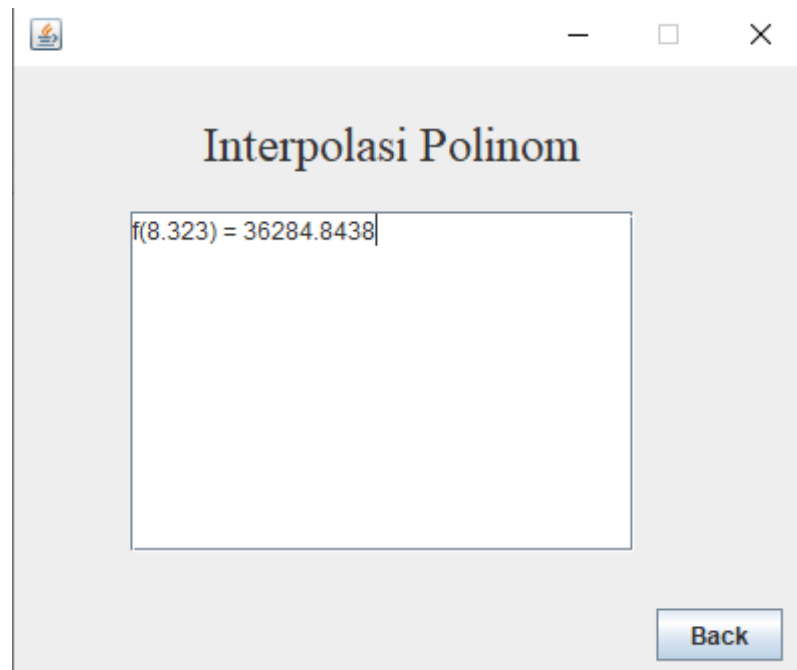 Interpolasi Polinom
f(8.323) = 36284.8438
Back